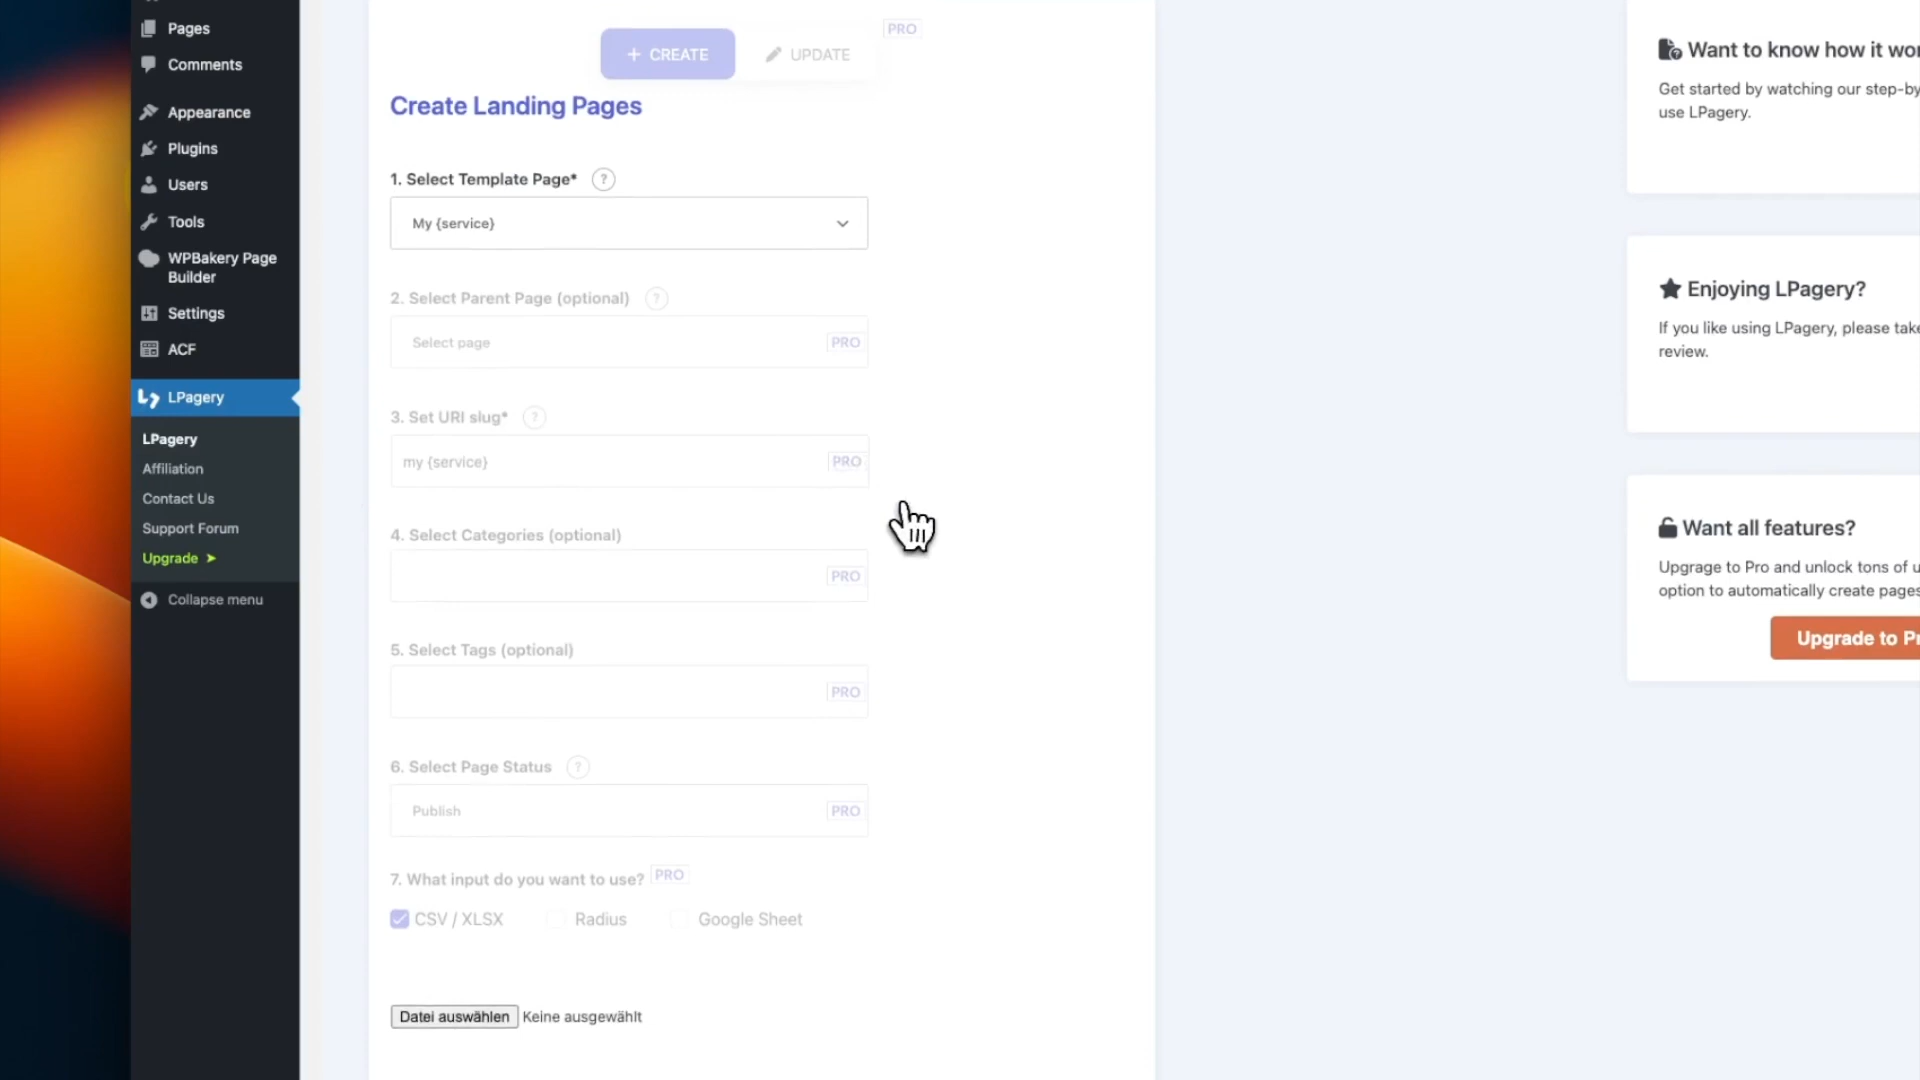 Pages
Comments
Appearance
Plugins
Users
Tools
WPBakery Page
Builder
Settings
ACF
LPagery
LPagery
Affiliation
Contact Us
Support Forum
Upgrade ➤
Collapse menu
+ CREATE
UPDATE
PRO
Create Landing Pages
1. Select Template Page*
?
My {service}
2. Select Parent Page (optional)
?
Select page
PRO
3. Set URI slug*
?
my {service}
PRO
4. Select Categories (optional)
PRO
5. Select Tags (optional)
PRO
6. Select Page Status
?
Publish
PRO
7. What input do you want to use? PRO
CSV / XLSX
Radius
Google Sheet
Datei auswählen Keine ausgewählt
Want to know how it wor
Get started by watching our step-by
use LPagery.
Enjoying LPagery?
If you like using LPagery, please take
review.
Want all features?
Upgrage to Pro and unlock tons of u
option to automatically create pages
Upgrade to Pr